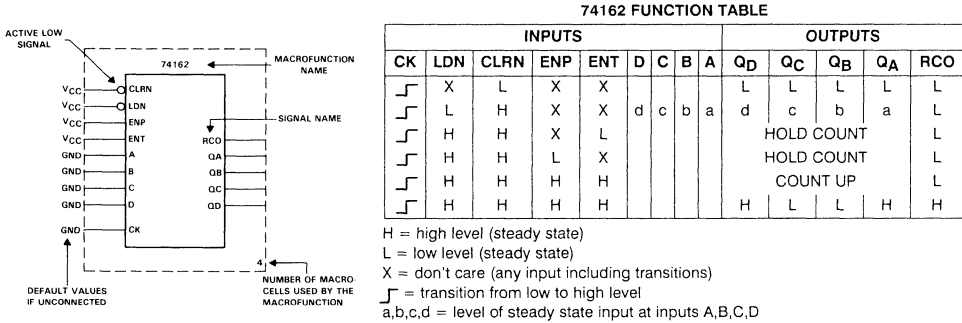 74162 FUNCTION TABLE
ACTIVE LOW
SIGNAL
74162
MACROFUNCTION
NAME
VCC CLRN
VCC LDN
VCC ENP
VCC ENT
GND A
GND B
GND C
GND D
GND CK
SIGNAL NAME
RCO
QA
QB
QC
QD
4
DEFAULT VALUES
IF UNCONNECTED
NUMBER OF MACRO-
CELLS USED BY THE
MACROFUNCTION
INPUTS OUTPUTS
CK LDN CLRN ENP ENT D C B A QD QC QB QA RCO
X L X X L L L L L
L H X X d c b a d c b a L
H H X L HOLD COUNT L
H H L X HOLD COUNT L
H H H H COUNT UP L
H H H H H L L H H
H = high level (steady state)
L = low level (steady state)
X = don't care (any input including transitions)
= transition from low to high level
a,b,c,d = level of steady state input at inputs A,B,C,D